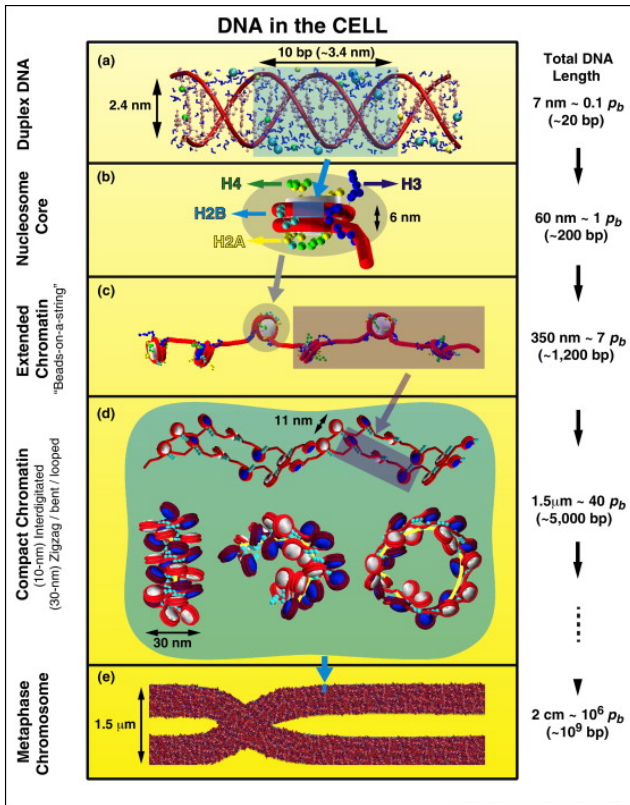 DNA in the CELL
Total DNA
Length
Duplex DNA
(a)
10 bp (~3.4 nm)
2.4 nm
7 nm ~ 0.1 pb
(~20 bp)
Nucleosome
Core
(b)
H4
H3
H2B
6 nm
H2A
60 nm ~ 1 pb
(~200 bp)
Extended
Chromatin
"Beads-on-a-string"
(c)
350 nm ~ 7 pb
(~1,200 bp)
Compact Chromatin
(10-nm) Interdigitated
(30-nm) Zigzag / bent / looped
(d)
11 nm
30 nm
1.5μm ~ 40 pb
(~5,000 bp)
Metaphase
Chromosome
(e)
1.5 μm
2 cm ~ 10⁶ pb
(~10⁹ bp)